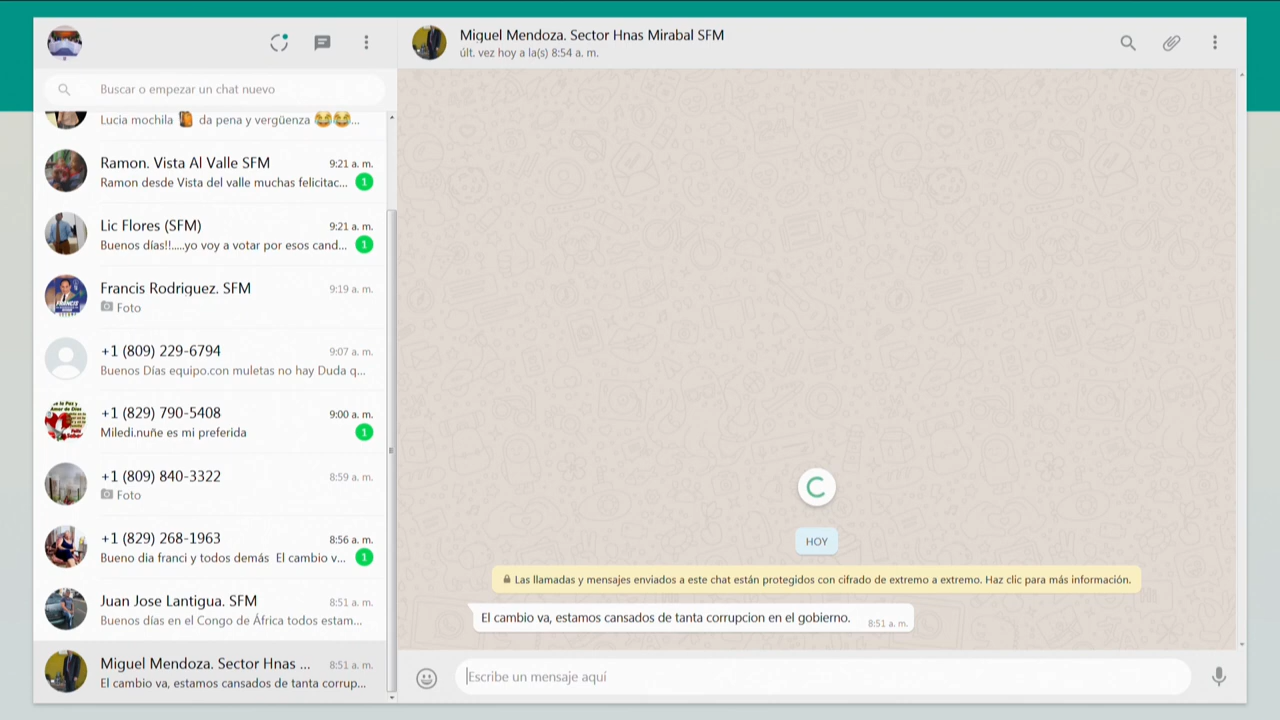 Buscar o empezar un chat nuevo
Lucia mochila 🎒 da pena y vergüenza 😂😂...
Ramon. Vista Al Valle SFM
9:21 a. m.
Ramon desde Vista del valle muchas felicitac...
1
Lic Flores (SFM)
9:21 a. m.
Buenos días!!.....yo voy a votar por esos cand...
1
Francis Rodriguez. SFM
9:19 a. m.
Foto
+1 (809) 229-6794
9:07 a. m.
Buenos Días equipo.con muletas no hay Duda q...
+1 (829) 790-5408
9:00 a. m.
Miledi.nuñe es mi preferida
1
+1 (809) 840-3322
8:59 a. m.
Foto
+1 (829) 268-1963
8:56 a. m.
Bueno dia franci y todos demás El cambio v...
1
Juan Jose Lantigua. SFM
8:51 a. m.
Buenos días en el Congo de África todos estam...
Miguel Mendoza. Sector Hnas ...
8:51 a. m.
El cambio va, estamos cansados de tanta corrup...
Miguel Mendoza. Sector Hnas Mirabal SFM
últ. vez hoy a la(s) 8:54 a. m.
HOY
Las llamadas y mensajes enviados a este chat están protegidos con cifrado de extremo a extremo. Haz clic para más información.
El cambio va, estamos cansados de tanta corrupcion en el gobierno.
8:51 a. m.
Escribe un mensaje aquí